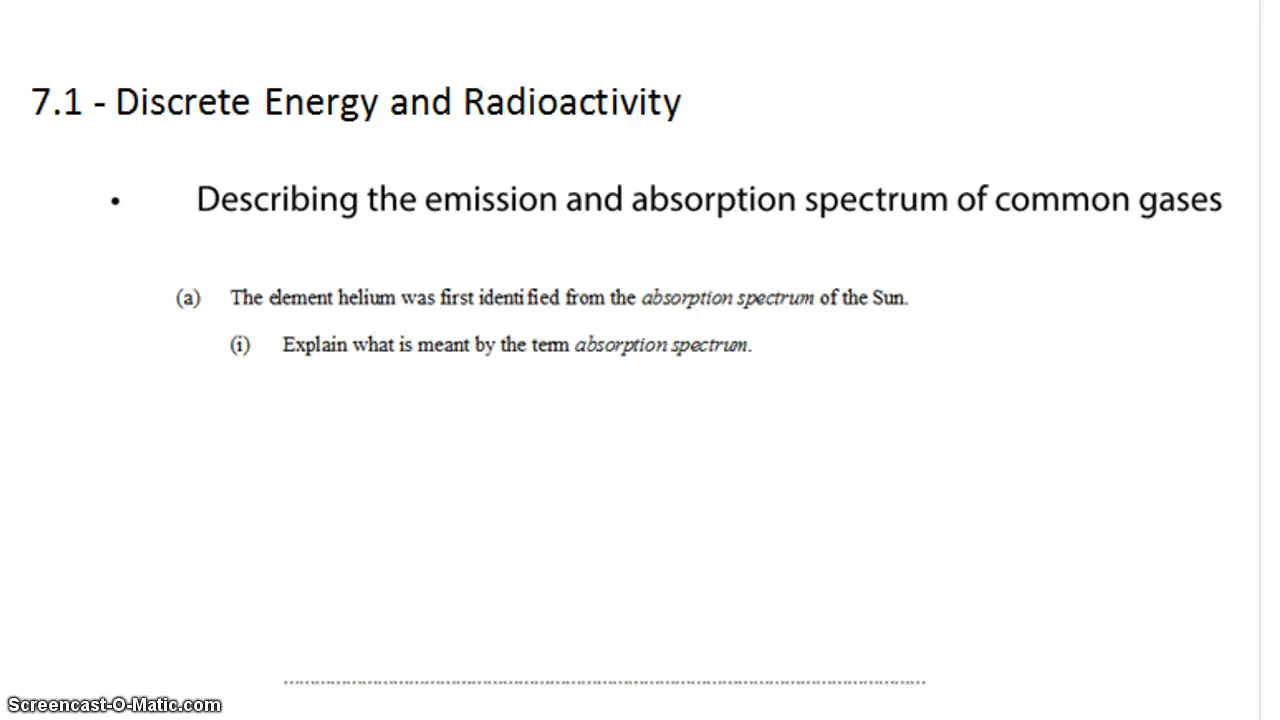 7.1 - Discrete Energy and Radioactivity
• Describing the emission and absorption spectrum of common gases
(a) The element helium was first identified from the absorption spectrum of the Sun.
(i) Explain what is meant by the term absorption spectrum.
Screencast-O-Matic.com